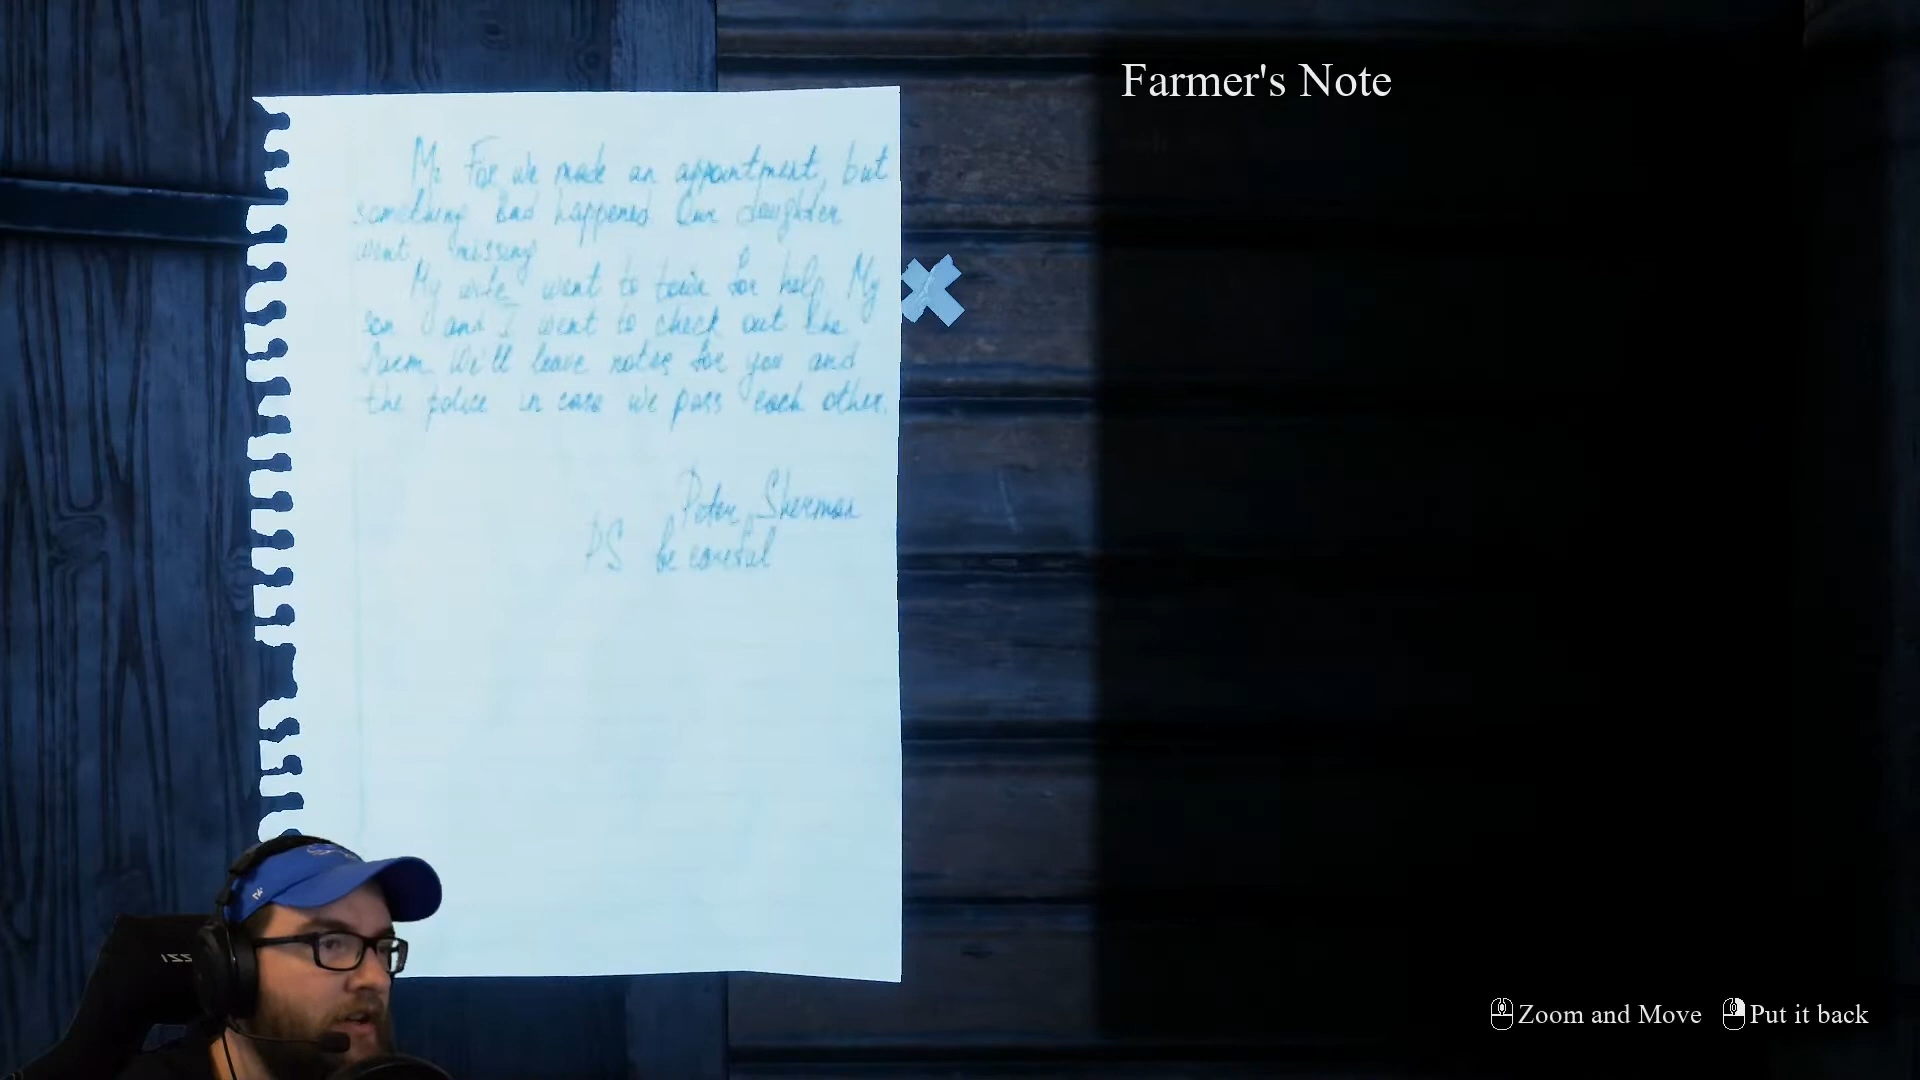 Farmer's Note
Mr Fox we made an appointment, but
something bad happened Our daughter
went missing
My wife went to town for help. My
son and I went to check out the
farm We'll leave notes for you and
the police in case we pass each other.
Peter Sherman
PS be careful
Zoom and Move
Put it back